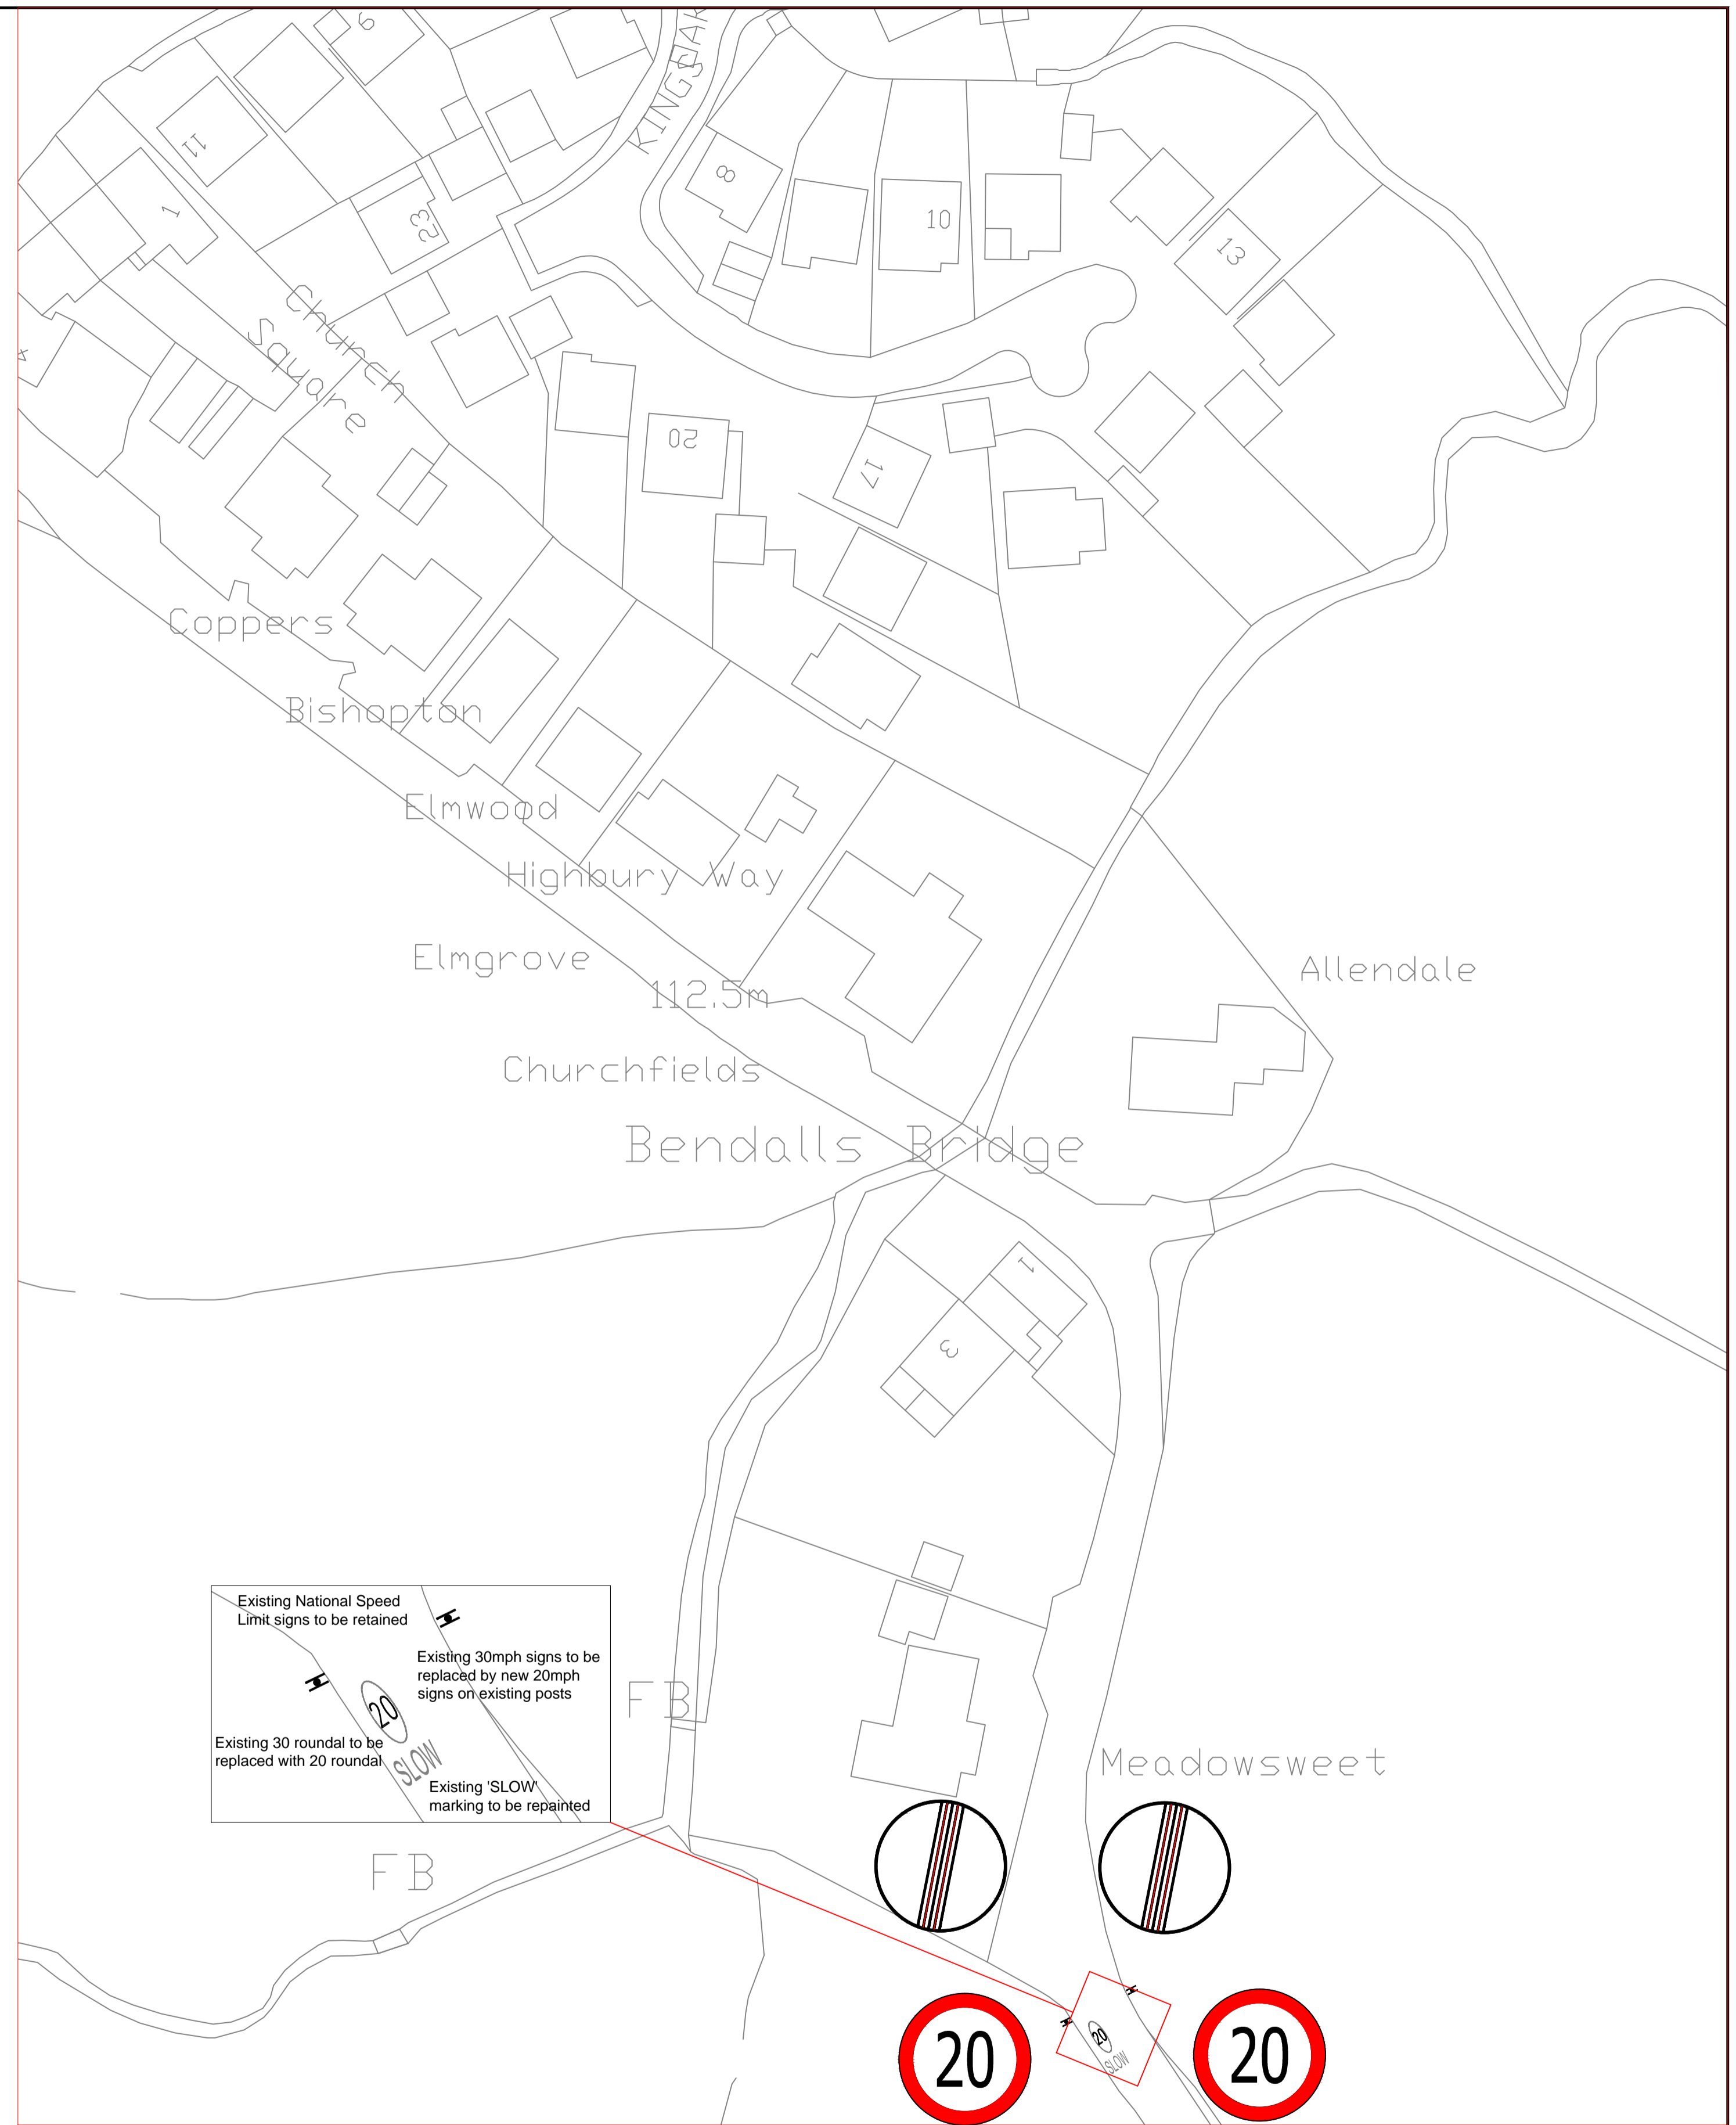 6
KINGSDALE
11
1
8
23
10
13
Church
Square
20
17
Coppers
Bishopton
Elmwood
Highbury Way
Elmgrove
112.5m
Allendale
Churchfields
Bendalls Bridge
1
3
Existing National Speed
Limit signs to be retained
Existing 30mph signs to be
replaced by new 20mph
signs on existing posts
20
Existing 30 roundal to be
replaced with 20 roundal
SLOW
Existing 'SLOW'
marking to be repainted
FB
Meadowsweet
FB
20
20
SLOW
20